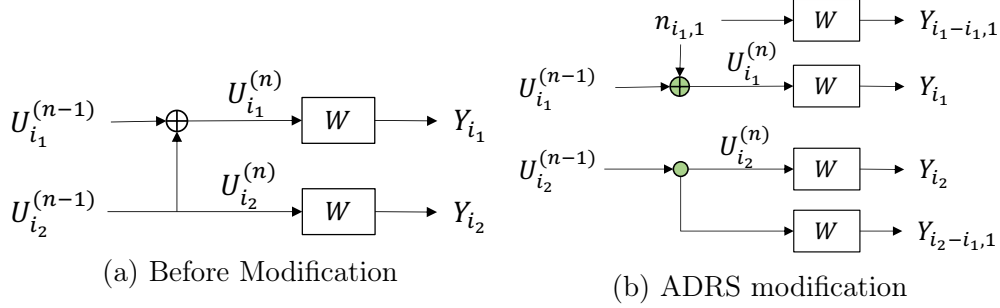 n_{i_1,1} W Y_{i_1-i_1,1}
U_{i_1}^{(n-1)} U_{i_1}^{(n)} W Y_{i_1}
U_{i_2}^{(n-1)} U_{i_2}^{(n)} W Y_{i_2}
(a) Before Modification
U_{i_1}^{(n-1)} U_{i_1}^{(n)} W Y_{i_1}
U_{i_2}^{(n-1)} U_{i_2}^{(n)} W Y_{i_2}
W Y_{i_2-i_1,1}
(b) ADRS modification